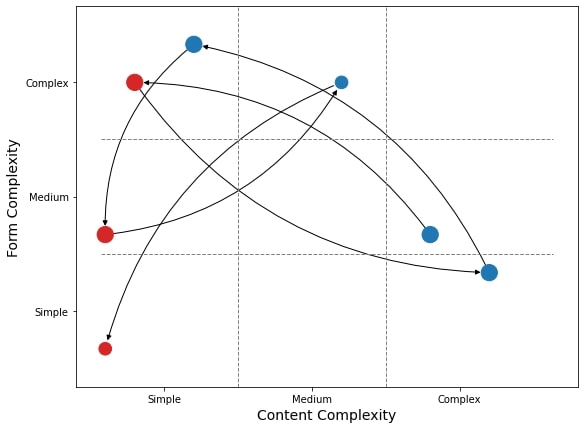 Form Complexity
Complex
Medium
Simple
Simple
Medium
Complex
Content Complexity